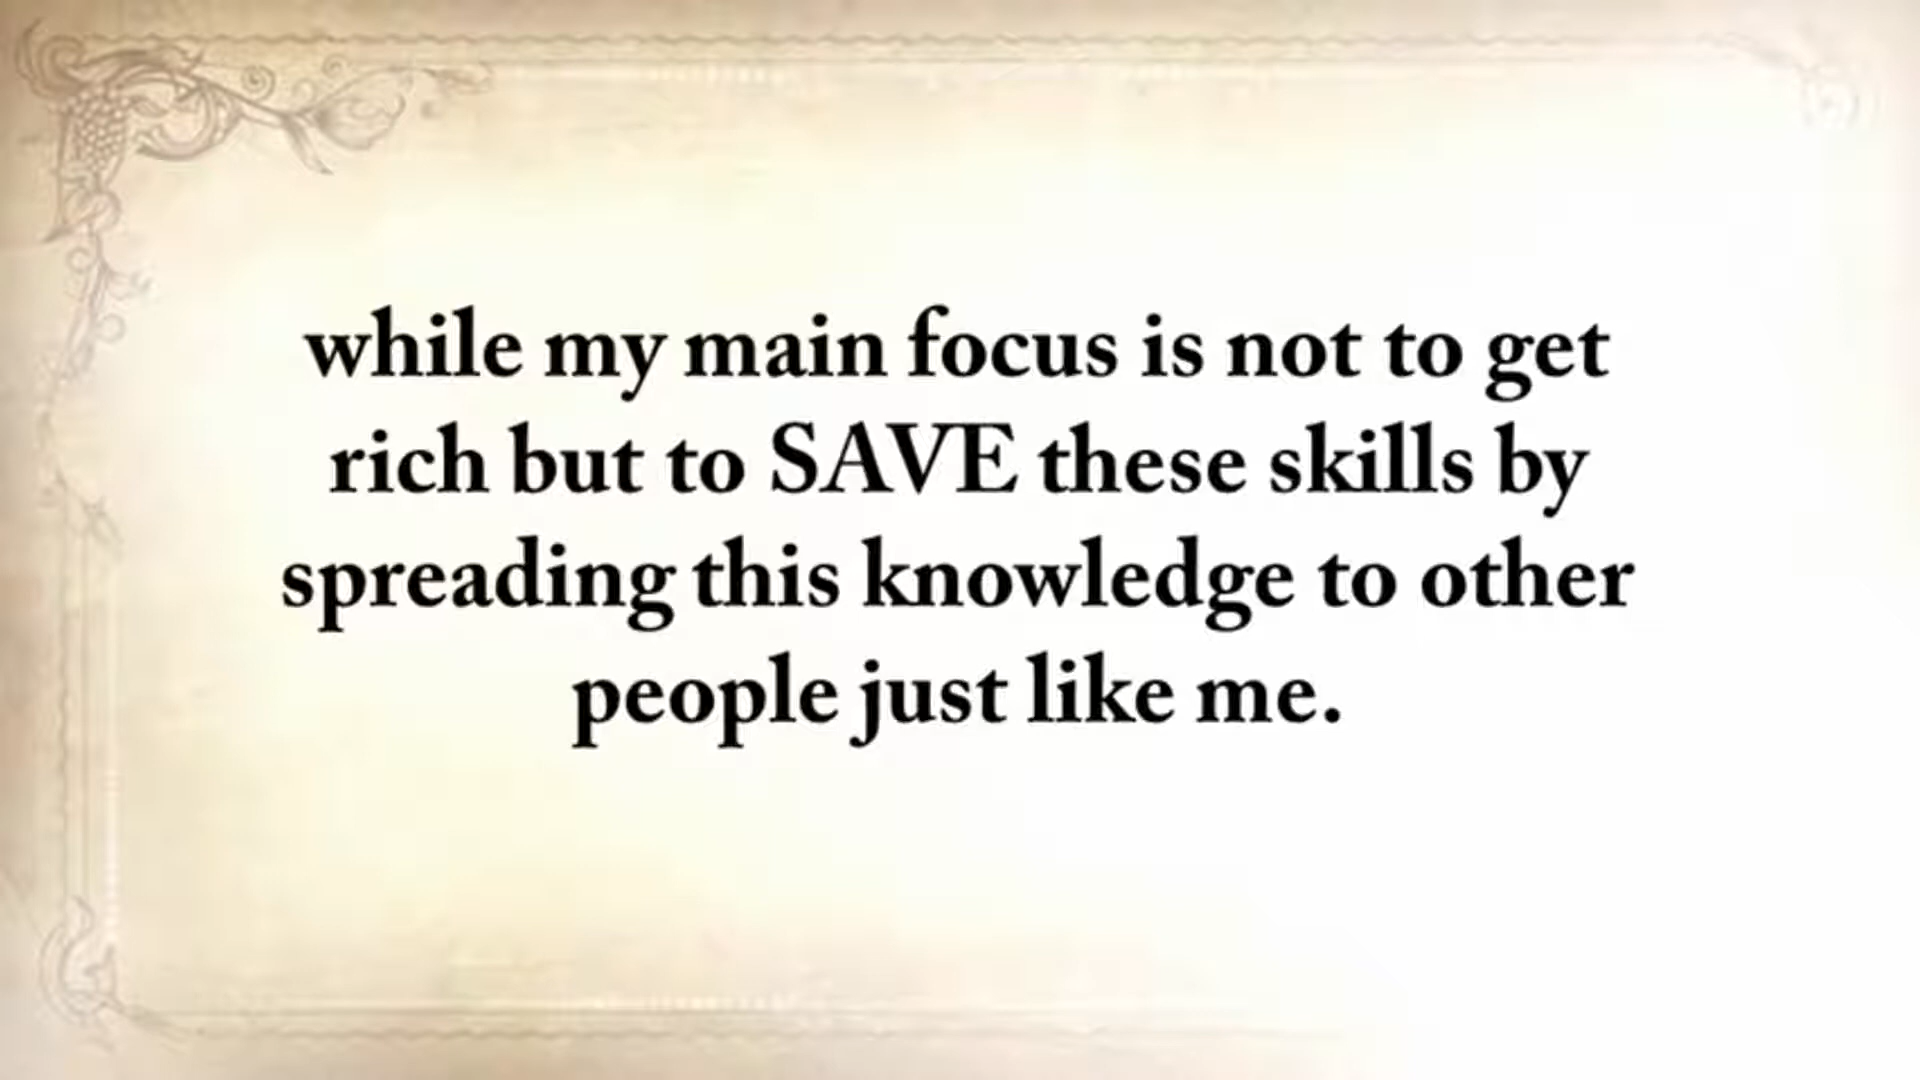 while my main focus is not to get
rich but to SAVE these skills by
spreading this knowledge to other
people just like me.